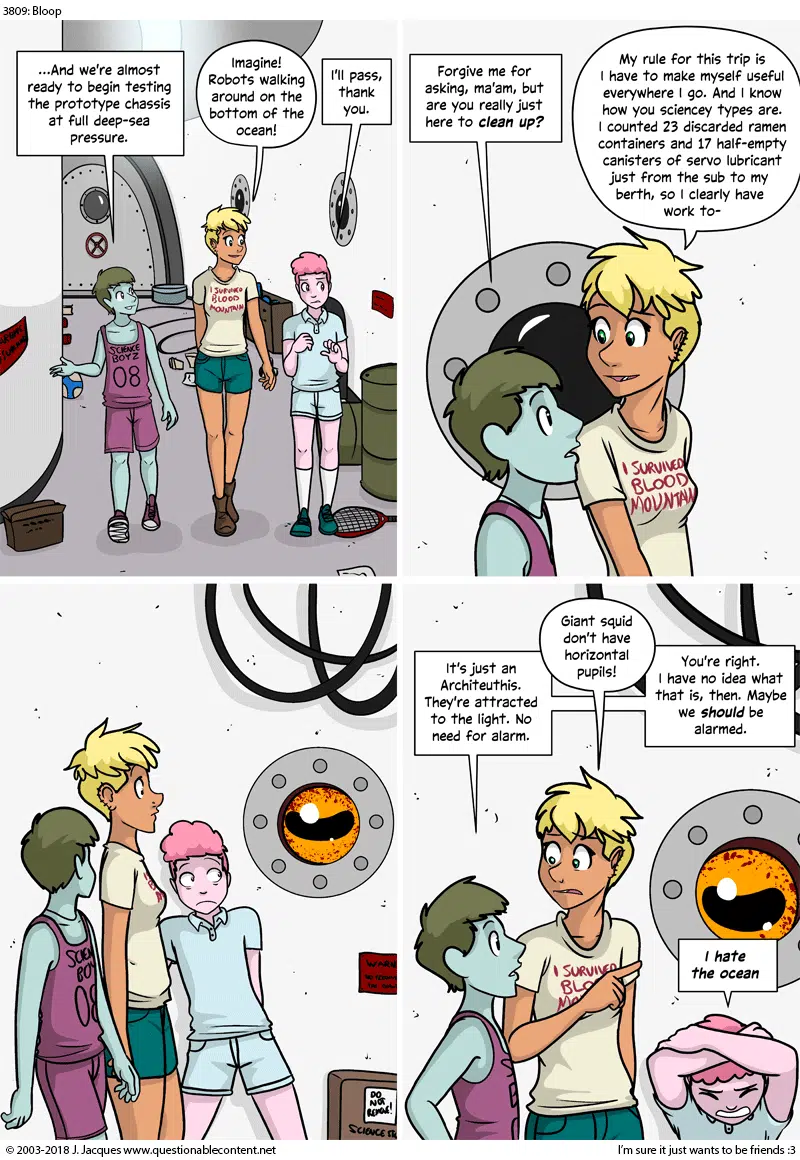 3809: Bloop
...And we're almost
ready to begin testing
the prototype chassis
at full deep-sea
pressure.
Imagine!
Robots walking
around on the
bottom of the
ocean!
I'll pass,
thank
you.
SCIENCE
BOYZ
08
I SURVIVED
BLOOD
MOUNTAIN
Forgive me for
asking, ma'am, but
are you really just
here to clean up?
My rule for this trip is
I have to make myself useful
everywhere I go. And I know
how you sciencey types are.
I counted 23 discarded ramen
containers and 17 half-empty
canisters of servo lubricant
just from the sub to my
berth, so I clearly have
work to-
I SURVIVED
BLOOD
MOUNTAIN
SCIENCE
BOYZ
08
DO
NOT
REMOVE!
It's just an
Architeuthis.
They're attracted
to the light. No
need for alarm.
Giant squid
don't have
horizontal
pupils!
You're right.
I have no idea what
that is, then. Maybe
we should be
alarmed.
I SURVIVED
I hate
the ocean
© 2003-2018 J. Jacques www.questionablecontent.net
I'm sure it just wants to be friends :3